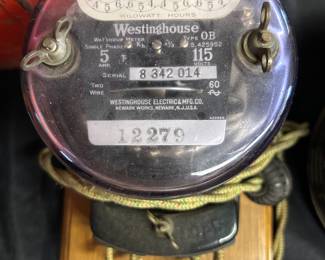 KILOWATT HOURS
Westinghouse
WATTHOUR METER TYPE OB
SINGLE PHASE
5 115
AMP. VOLTS
SERIAL 8 342 014
TWO 60
WIRE
WESTINGHOUSE ELECTRIC & MFG. CO.
NEWARK WORKS, NEWARK, N.J., U.S.A.
12279